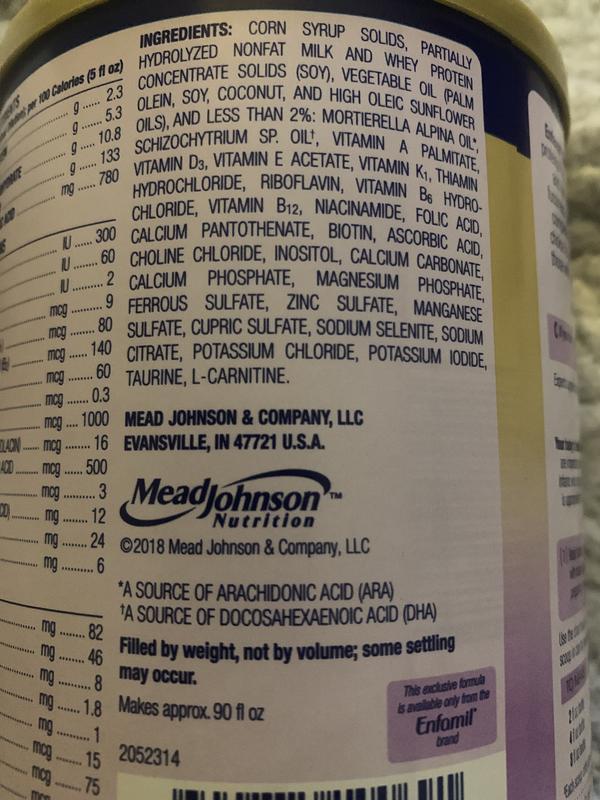 per 100 Calories (5 fl oz)
g ...... 2.3
g ...... 5.3
g ...... 10.8
g ...... 133
mg ...... 780
IU ...... 300
IU ...... 60
IU ...... 2
mcg ...... 9
mcg ...... 80
mcg ...... 140
mcg ...... 60
mcg ...... 0.3
mcg ...... 1000
mcg ...... 16
ACID ...... mcg ...... 500
mcg ...... 3
mg ...... 12
mg ...... 24
mg ...... 6
mg ...... 82
mg ...... 46
mg ...... 8
mg ...... 1.8
mg ...... 1
mcg ...... 15
mcg ...... 75
INGREDIENTS: CORN SYRUP SOLIDS, PARTIALLY
HYDROLYZED NONFAT MILK AND WHEY PROTEIN
CONCENTRATE SOLIDS (SOY), VEGETABLE OIL (PALM
OLEIN, SOY, COCONUT, AND HIGH OLEIC SUNFLOWER
OILS), AND LESS THAN 2%: MORTIERELLA ALPINA OIL*,
SCHIZOCHYTRIUM SP. OIL†, VITAMIN A PALMITATE,
VITAMIN D3, VITAMIN E ACETATE, VITAMIN K1, THIAMIN
HYDROCHLORIDE, RIBOFLAVIN, VITAMIN B6 HYDRO-
CHLORIDE, VITAMIN B12, NIACINAMIDE, FOLIC ACID,
CALCIUM PANTOTHENATE, BIOTIN, ASCORBIC ACID,
CHOLINE CHLORIDE, INOSITOL, CALCIUM CARBONATE,
CALCIUM PHOSPHATE, MAGNESIUM PHOSPHATE,
FERROUS SULFATE, ZINC SULFATE, MANGANESE
SULFATE, CUPRIC SULFATE, SODIUM SELENITE, SODIUM
CITRATE, POTASSIUM CHLORIDE, POTASSIUM IODIDE,
TAURINE, L-CARNITINE.
MEAD JOHNSON & COMPANY, LLC
EVANSVILLE, IN 47721 U.S.A.
MeadJohnson™
Nutrition
©2018 Mead Johnson & Company, LLC
*A SOURCE OF ARACHIDONIC ACID (ARA)
†A SOURCE OF DOCOSAHEXAENOIC ACID (DHA)
Filled by weight, not by volume; some settling
may occur.
Makes approx. 90 fl oz
2052314
This exclusive formula
is available only from the
Enfamil™
brand